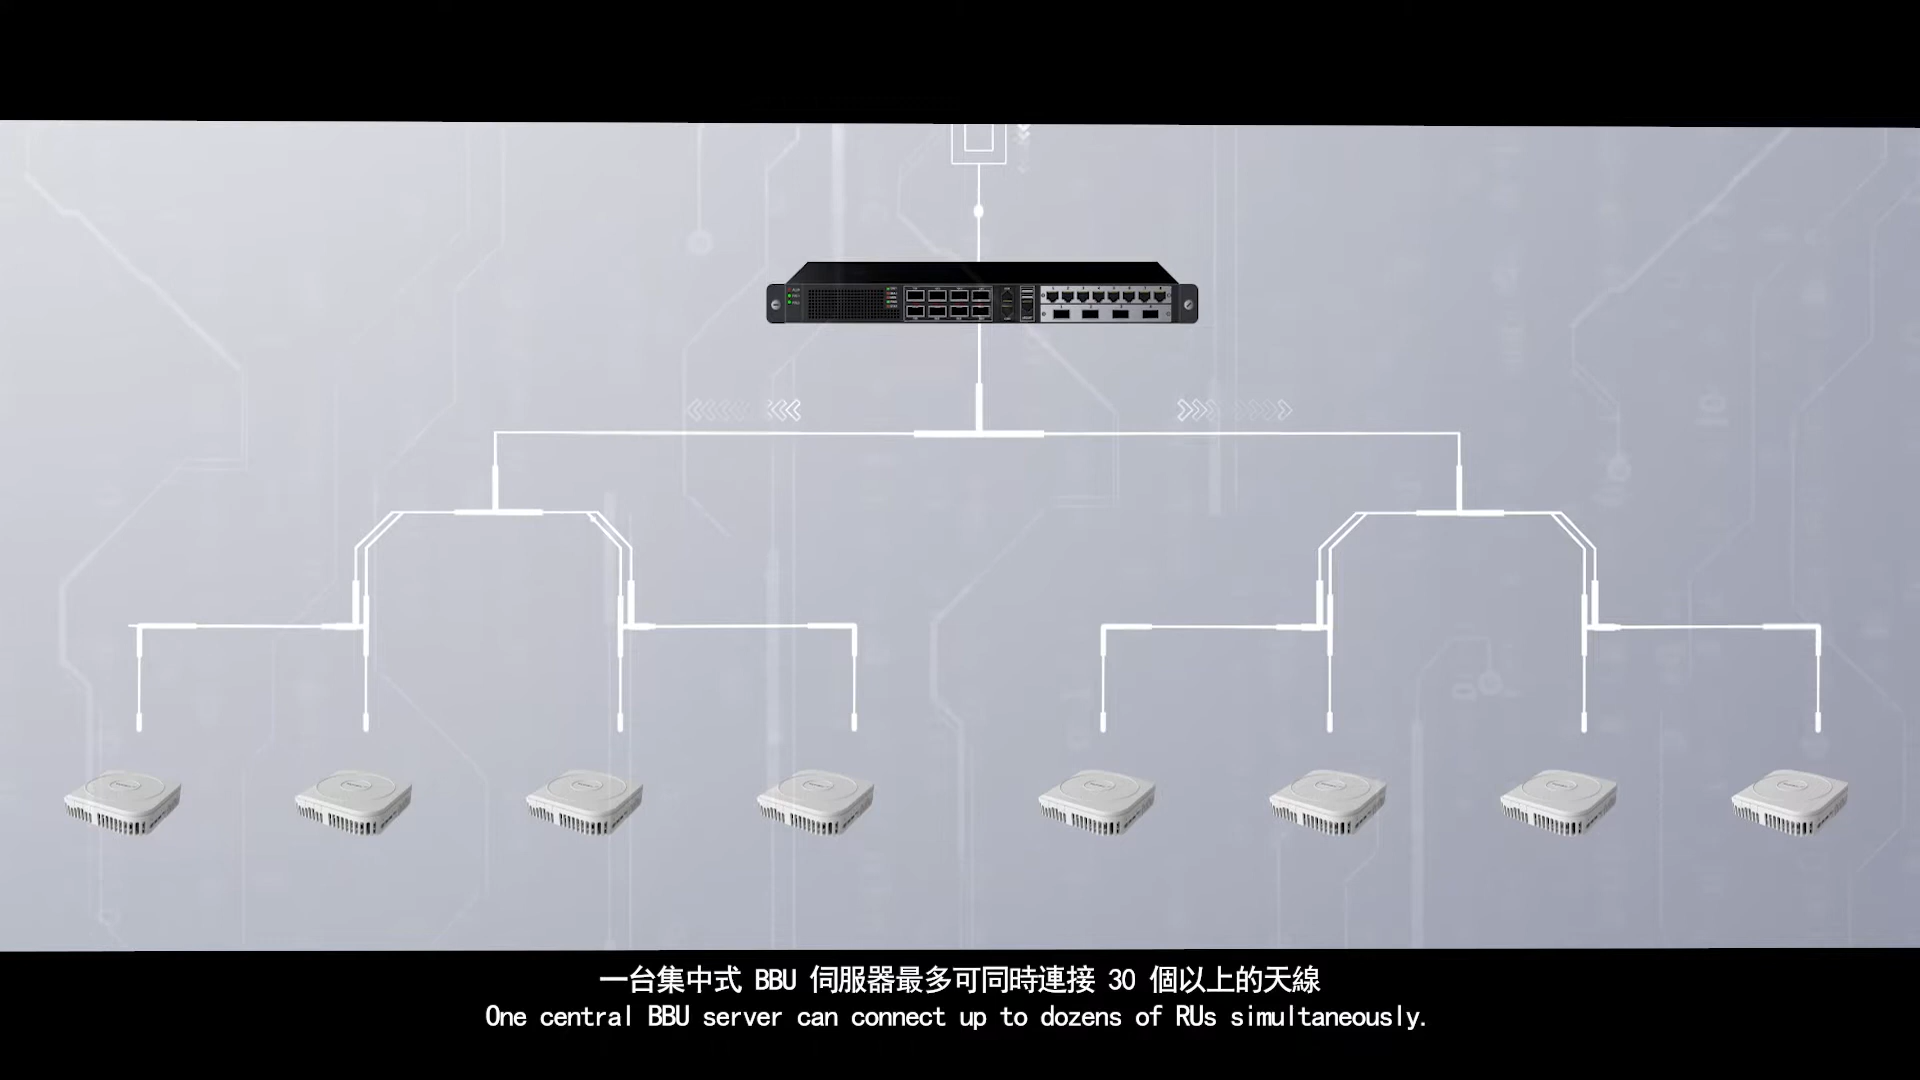 一台集中式 BBU 伺服器最多可同時連接 30 個以上的天線
One central BBU server can connect up to dozens of RUs simultaneously.